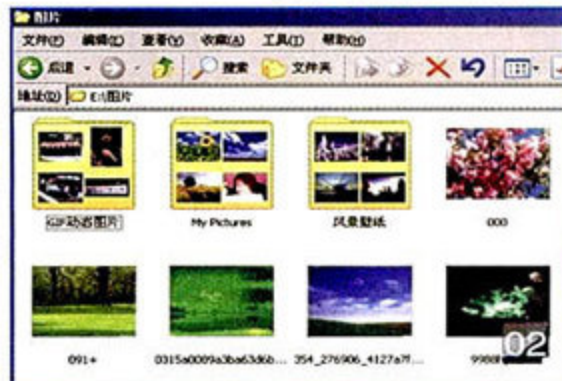 图片
文件(F) 编辑(E) 查看(V) 收藏(A) 工具(T) 帮助(H)
后退 搜索 文件夹
地址(D) E:\图片
GIF动态图片 My Pictures 风景壁纸 000
091+ 0315a0089a3ba63d6b... 354_276906_4127a7f...
02